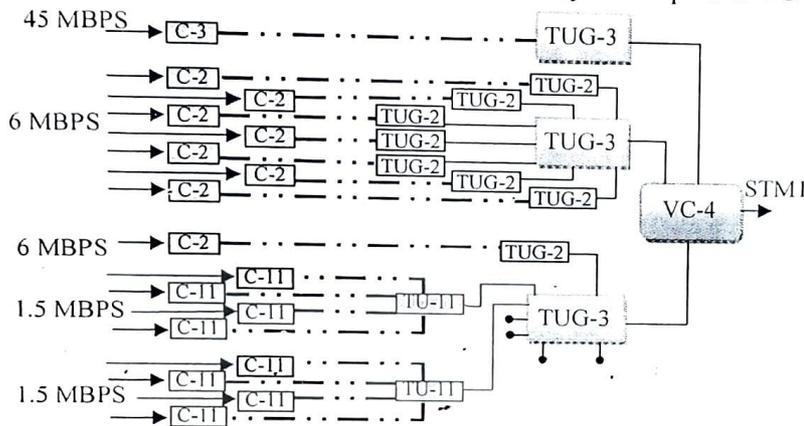 45 MBPS
C-3
TUG-3
C-2
TUG-2
C-2
TUG-2
6 MBPS
C-2
TUG-2
C-2
TUG-2
TUG-3
C-2
TUG-2
C-2
TUG-2
C-2
TUG-2
VC-4
STM1
6 MBPS
C-2
TUG-2
C-11
C-11
TU-11
1.5 MBPS
C-11
TUG-3
C-11
C-11
C-11
TU-11
1.5 MBPS
C-11
C-11